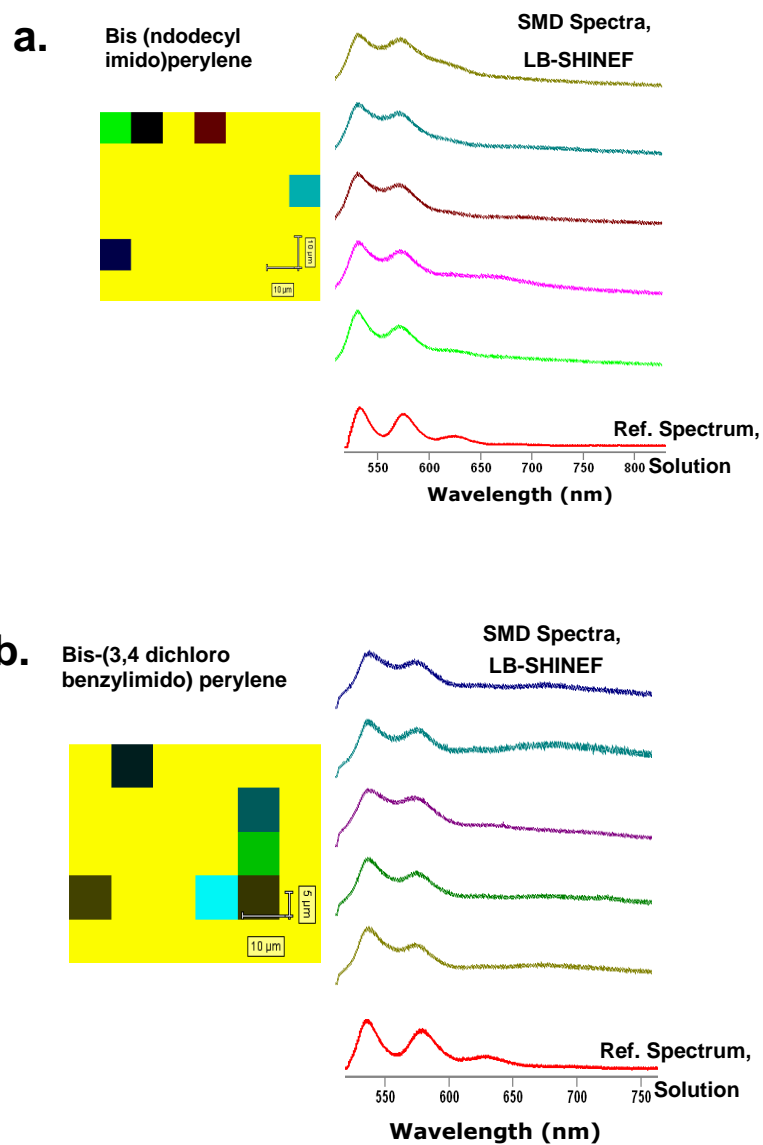 a.
Bis (ndodecyl
imido)perylene
SMD Spectra,
LB-SHINEF
10 µm
10 µm
Ref. Spectrum,
Solution
550 600 650 700 750 800
Wavelength (nm)
b.
Bis-(3,4 dichloro
benzylimido) perylene
SMD Spectra,
LB-SHINEF
5 µm
10 µm
Ref. Spectrum,
Solution
550 600 650 700 750
Wavelength (nm)